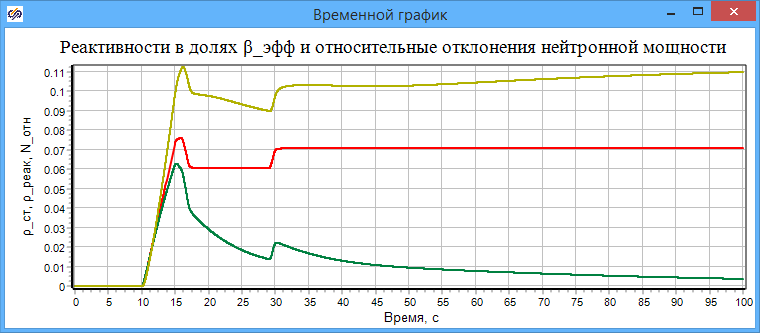 Временной график
Реактивности в долях β_эфф и относительные отклонения нейтронной мощности
ρ_ст, ρ_реак, N_отн
0.11
0.1
0.09
0.08
0.07
0.06
0.05
0.04
0.03
0.02
0.01
0
0 5 10 15 20 25 30 35 40 45 50 55 60 65 70 75 80 85 90 95 100
Время, с